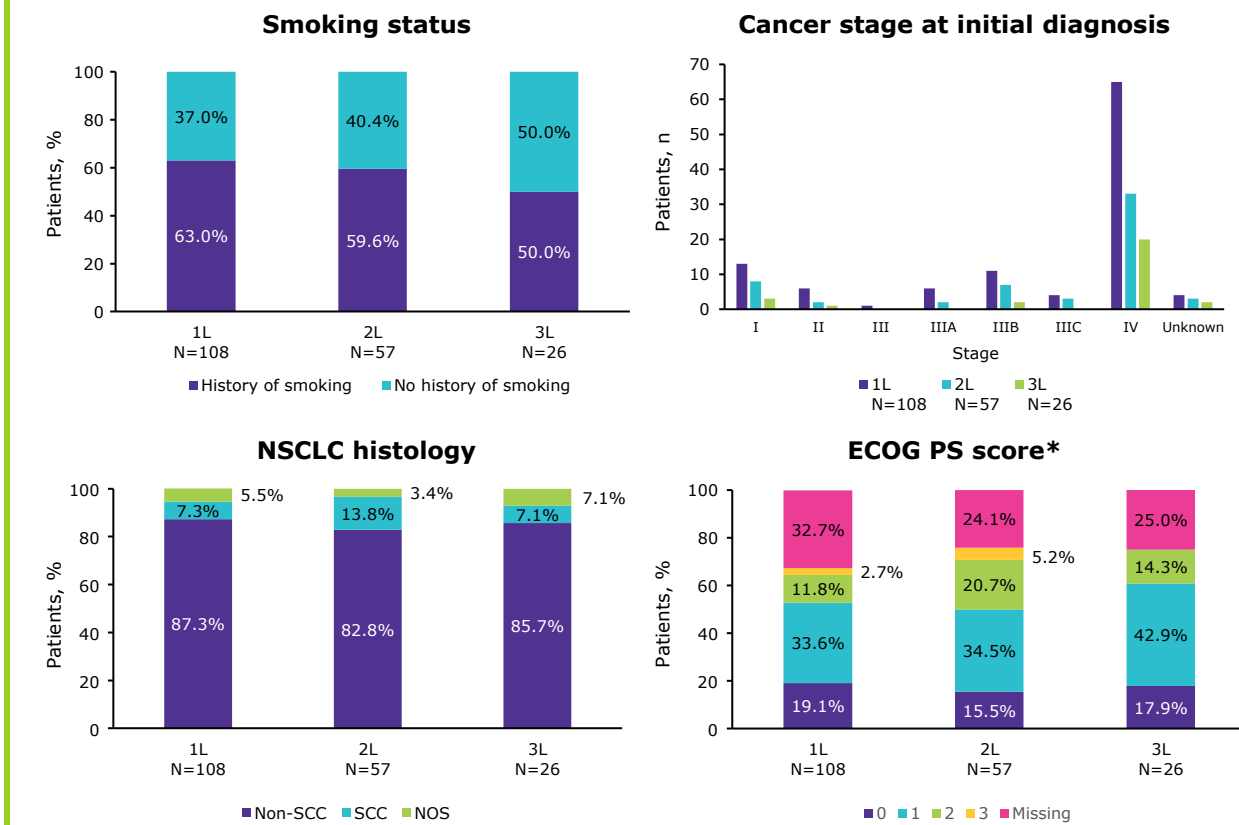 Smoking status
Patients, %
100
80
60
40
20
0
37.0%
40.4%
50.0%
63.0%
59.6%
50.0%
1L
2L
3L
N=108
N=57
N=26
History of smoking
No history of smoking
Cancer stage at initial diagnosis
Patients, n
70
60
50
40
30
20
10
0
I
II
III
IIIA
IIIB
IIIC
IV
Unknown
Stage
1L
2L
3L
N=108
N=57
N=26
NSCLC histology
Patients, %
100
80
60
40
20
0
5.5%
3.4%
7.1%
7.3%
13.8%
7.1%
87.3%
82.8%
85.7%
1L
2L
3L
N=108
N=57
N=26
Non-SCC
SCC
NOS
ECOG PS score*
Patients, %
100
80
60
40
20
0
32.7%
24.1%
25.0%
2.7%
5.2%
11.8%
20.7%
14.3%
33.6%
34.5%
42.9%
19.1%
15.5%
17.9%
1L
2L
3L
N=108
N=57
N=26
0
1
2
3
Missing